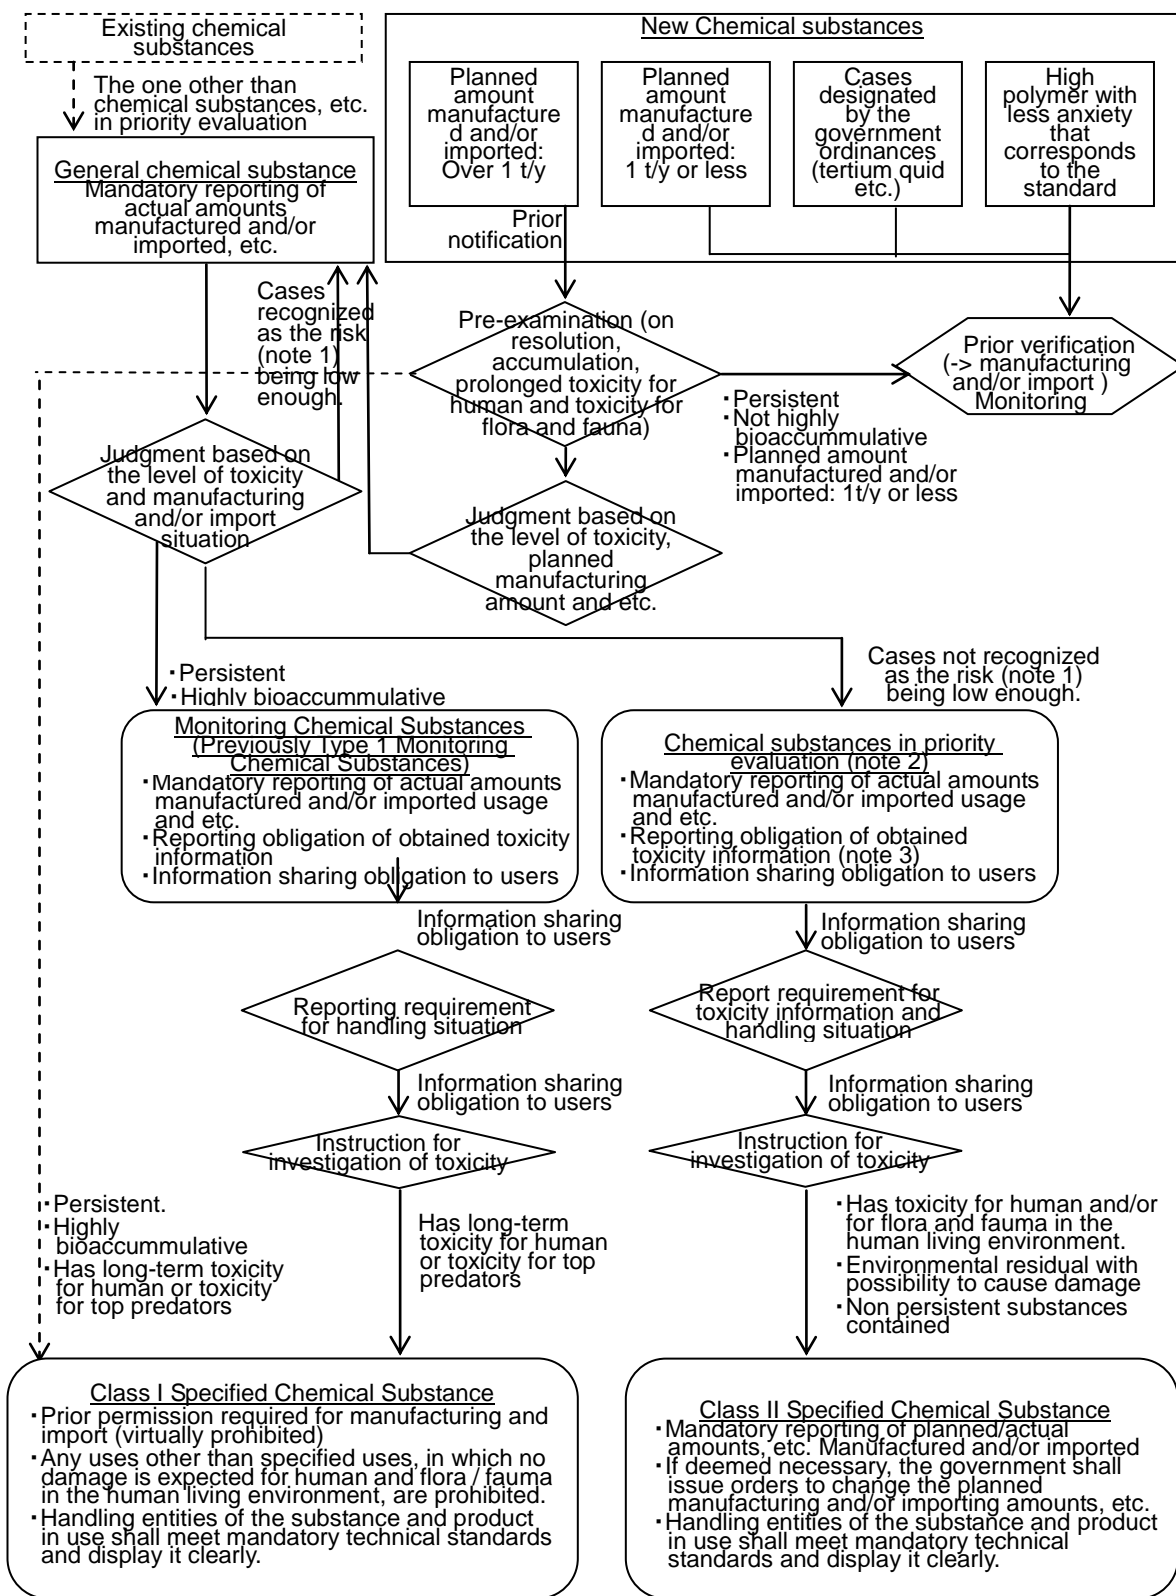 Existing chemical
substances
The one other than
chemical substances, etc.
in priority evaluation
General chemical substance
Mandatory reporting of
actual amounts
manufactured and/or
imported, etc.
New Chemical substances
Planned
amount
manufacture
d and/or
imported:
Over 1 t/y
Planned
amount
manufacture
d and/or
imported:
1 t/y or less
Cases
designated
by the
government
ordinances
(tertium quid
etc.)
High
polymer with
less anxiety
that
corresponds
to the
standard
Prior
notification
Cases
recognized
as the risk
(note 1)
being low
enough.
Pre-examination (on
resolution,
accumulation,
prolonged toxicity for
human and toxicity for
flora and fauna)
Prior verification
(-> manufacturing
and/or import )
Monitoring
・Persistent
・Not highly
bioaccummulative
・Planned amount
manufactured and/or
imported: 1t/y or less
Judgment based on
the level of toxicity
and manufacturing
and/or import
situation
Judgment based on
the level of toxicity,
planned
manufacturing
amount and etc.
・Persistent
・Highly bioaccummulative
Cases not recognized
as the risk (note 1)
being low enough.
Monitoring Chemical Substances
(Previously Type 1 Monitoring
Chemical Substances)
・Mandatory reporting of actual amounts
manufactured and/or imported usage
and etc.
・Reporting obligation of obtained toxicity
information
・Information sharing obligation to users
Chemical substances in priority
evaluation (note 2)
・Mandatory reporting of actual amounts
manufactured and/or imported usage
and etc.
・Reporting obligation of obtained
toxicity information (note 3)
・Information sharing obligation to users
Information sharing
obligation to users
Information sharing
obligation to users
Reporting requirement
for handling situation
Report requirement for
toxicity information and
handling situation
Information sharing
obligation to users
Information sharing
obligation to users
Instruction for
investigation of toxicity
Instruction for
investigation of toxicity
・Persistent.
・Highly
bioaccummulative
・Has long-term toxicity
for human or toxicity
for top predators
Has long-term
toxicity for human
or toxicity for top
predators
・Has toxicity for human and/or
for flora and fauma in the
human living environment.
・Environmental residual with
possibility to cause damage
・Non persistent substances
contained
Class I Specified Chemical Substance
・Prior permission required for manufacturing and
import (virtually prohibited)
・Any uses other than specified uses, in which no
damage is expected for human and flora / fauma
in the human living environment, are prohibited.
・Handling entities of the substance and product
in use shall meet mandatory technical standards
and display it clearly.
Class II Specified Chemical Substance
・Mandatory reporting of planned/actual
amounts, etc. Manufactured and/or imported
・If deemed necessary, the government shall
issue orders to change the planned
manufacturing and/or importing amounts, etc.
・Handling entities of the substance and product
in use shall meet mandatory technical
standards and display it clearly.